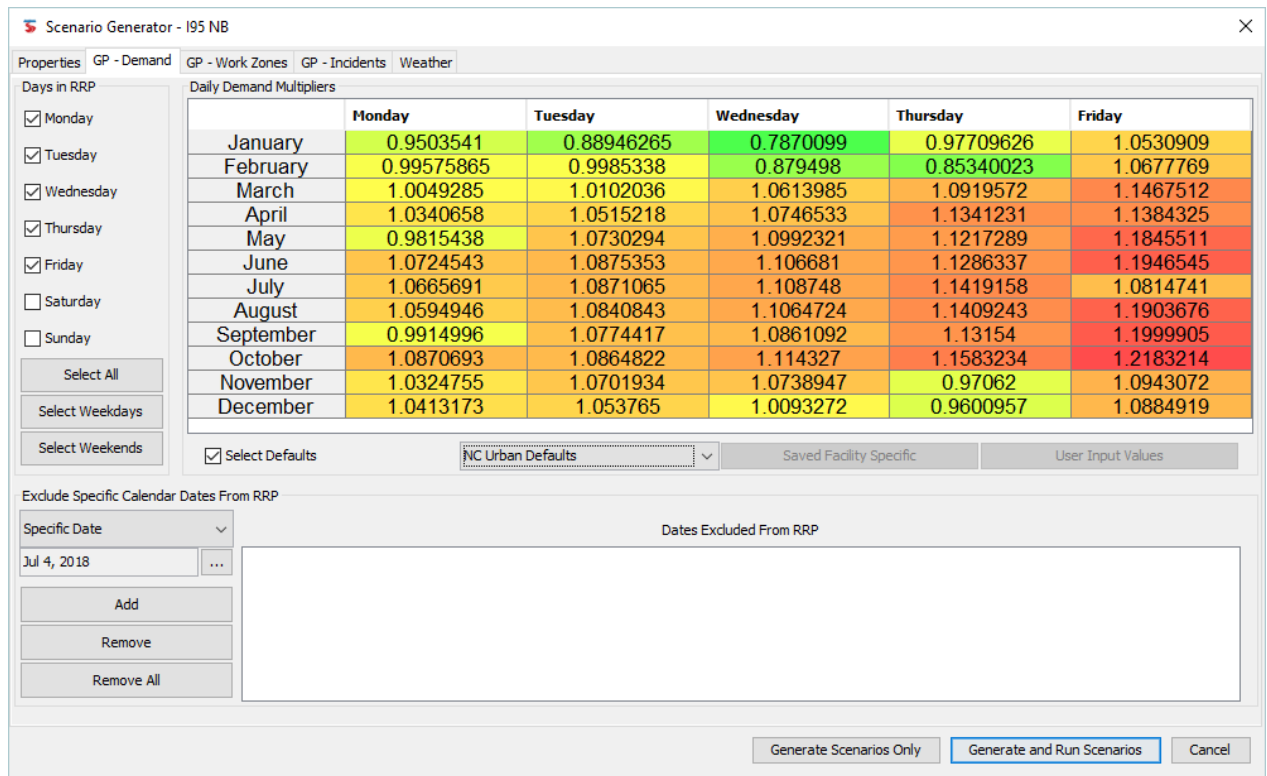 Scenario Generator - I95 NB
Properties GP - Demand GP - Work Zones GP - Incidents Weather
Days in RRP
Monday
Tuesday
Wednesday
Thursday
Friday
Saturday
Sunday
Select All
Select Weekdays
Select Weekends
Daily Demand Multipliers
Monday Tuesday Wednesday Thursday Friday
January 0.9503541 0.88946265 0.7870099 0.97709626 1.0530909
February 0.99575865 0.9985338 0.879498 0.85340023 1.0677769
March 1.0049285 1.0102036 1.0613985 1.0919572 1.1467512
April 1.0340658 1.0515218 1.0746533 1.1341231 1.1384325
May 0.9815438 1.0730294 1.0992321 1.1217289 1.1845511
June 1.0724543 1.0875353 1.106681 1.1286337 1.1946545
July 1.0665691 1.0871065 1.108748 1.1419158 1.0814741
August 1.0594946 1.0840843 1.1064724 1.1409243 1.1903676
September 0.9914996 1.0774417 1.0861092 1.13154 1.1999905
October 1.0870693 1.0864822 1.114327 1.1583234 1.2183214
November 1.0324755 1.0701934 1.0738947 0.97062 1.0943072
December 1.0413173 1.053765 1.0093272 0.9600957 1.0884919
Select Defaults NC Urban Defaults Saved Facility Specific User Input Values
Exclude Specific Calendar Dates From RRP
Specific Date
Jul 4, 2018 ...
Add
Remove
Remove All
Dates Excluded From RRP
Generate Scenarios Only Generate and Run Scenarios Cancel